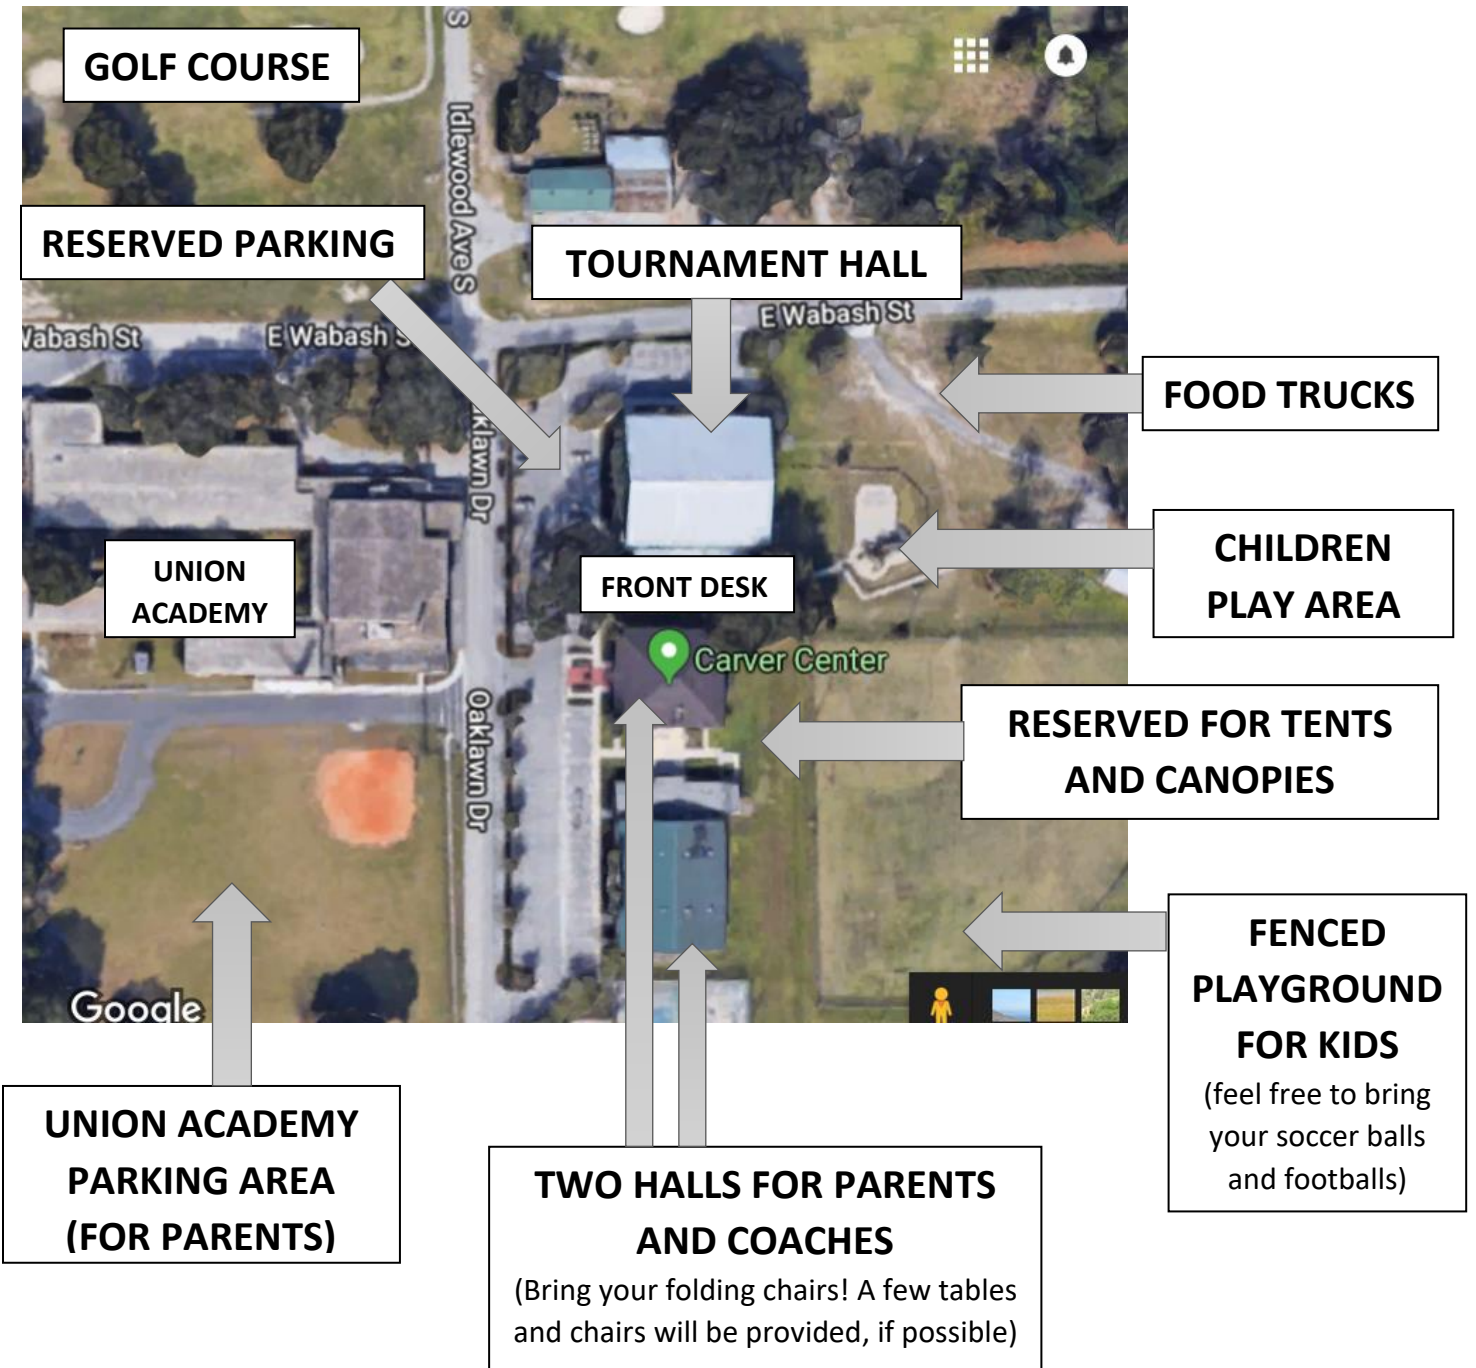 GOLF COURSE
S
Idlewood Ave S
RESERVED PARKING
TOURNAMENT HALL
E Wabash St
Wabash St
E Wabash S
FOOD TRUCKS
klawn Dr
CHILDREN
PLAY AREA
UNION
ACADEMY
FRONT DESK
Carver Center
RESERVED FOR TENTS
AND CANOPIES
Oaklawn Dr
FENCED
PLAYGROUND
FOR KIDS
(feel free to bring
your soccer balls
and footballs)
Google
UNION ACADEMY
PARKING AREA
(FOR PARENTS)
TWO HALLS FOR PARENTS
AND COACHES
(Bring your folding chairs! A few tables
and chairs will be provided, if possible)